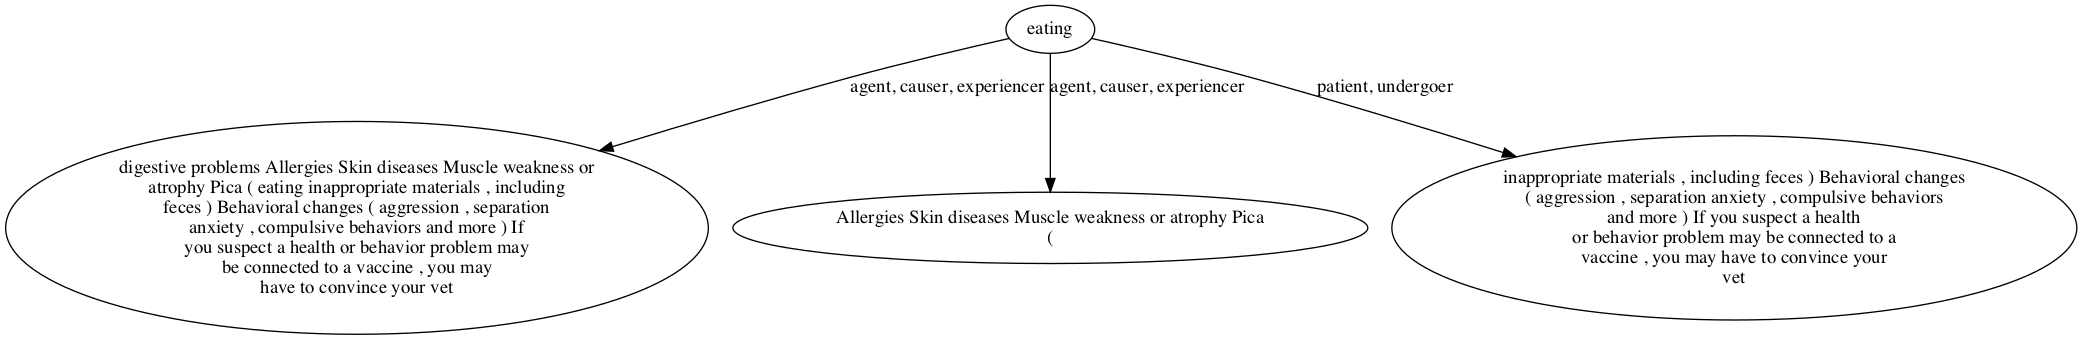 eating
agent, causer, experiencer
agent, causer, experiencer
patient, undergoer
digestive problems Allergies Skin diseases Muscle weakness or
atrophy Pica ( eating inappropriate materials , including
feces ) Behavioral changes ( aggression , separation
anxiety , compulsive behaviors and more ) If
you suspect a health or behavior problem may
be connected to a vaccine , you may
have to convince your vet
Allergies Skin diseases Muscle weakness or atrophy Pica
(
inappropriate materials , including feces ) Behavioral changes
( aggression , separation anxiety , compulsive behaviors
and more ) If you suspect a health
or behavior problem may be connected to a
vaccine , you may have to convince your
vet